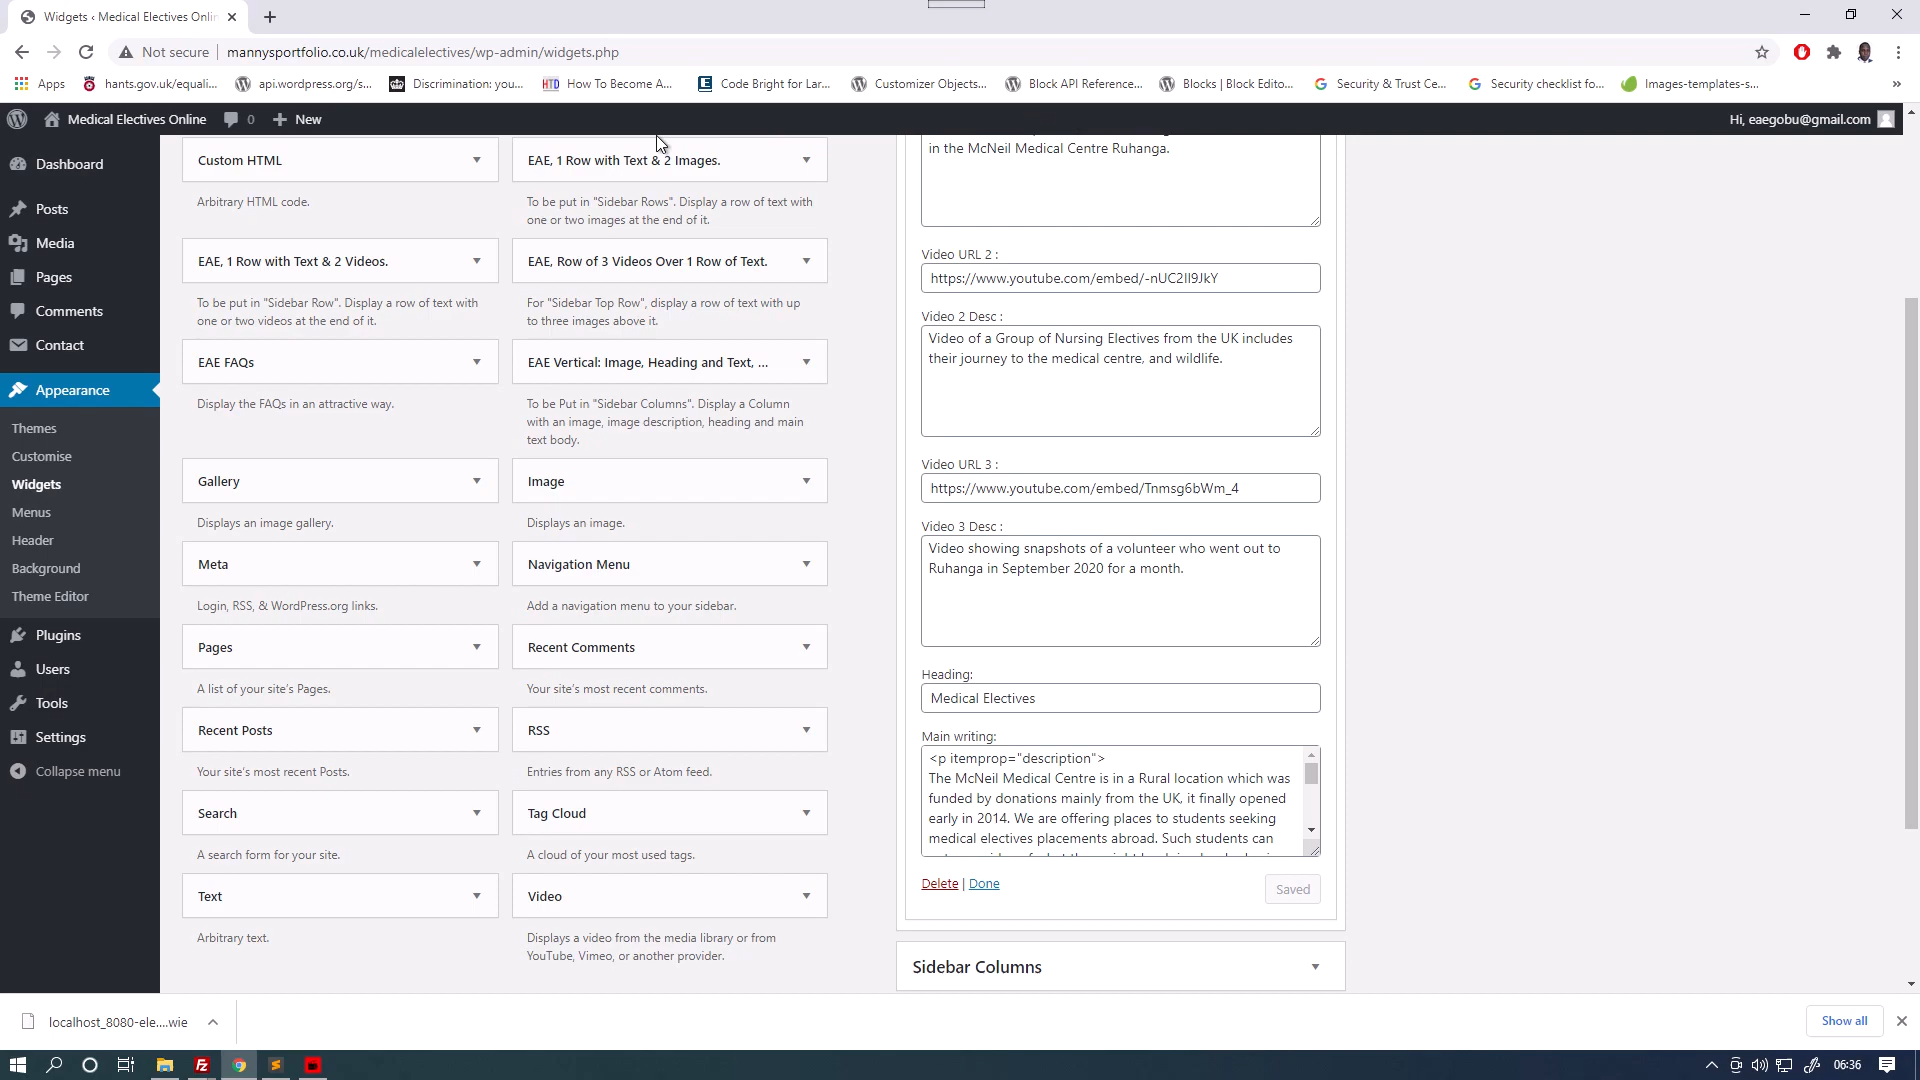 Widgets ‹ Medical Electives Onlin
Not secure
mannysportfolio.co.uk/medicalelectives/wp-admin/widgets.php
Apps
hants.gov.uk/equali...
api.wordpress.org/s...
Discrimination: you...
HTD
How To Become A...
Code Bright for Lar...
Customizer Objects...
Block API Reference...
Blocks | Block Edito...
Security & Trust Ce...
Security checklist fo...
Images-templates-s...
»
Medical Electives Online
0
New
Hi, eaegobu@gmail.com
Dashboard
Posts
Media
Pages
Comments
Contact
Appearance
Themes
Customise
Widgets
Menus
Header
Background
Theme Editor
Plugins
Users
Tools
Settings
Collapse menu
Custom HTML
Arbitrary HTML code.
EAE, 1 Row with Text & 2 Images.
To be put in "Sidebar Rows". Display a row of text with
one or two images at the end of it.
EAE, 1 Row with Text & 2 Videos.
To be put in "Sidebar Row". Display a row of text with
one or two videos at the end of it.
EAE, Row of 3 Videos Over 1 Row of Text.
For "Sidebar Top Row", display a row of text with up
to three images above it.
EAE FAQs
Display the FAQs in an attractive way.
EAE Vertical: Image, Heading and Text, ...
To be Put in "Sidebar Columns". Display a Column
with an image, image description, heading and main
text body.
Gallery
Displays an image gallery.
Image
Displays an image.
Meta
Login, RSS, & WordPress.org links.
Navigation Menu
Add a navigation menu to your sidebar.
Pages
A list of your site's Pages.
Recent Comments
Your site's most recent comments.
Recent Posts
Your site's most recent Posts.
RSS
Entries from any RSS or Atom feed.
Search
A search form for your site.
Tag Cloud
A cloud of your most used tags.
Text
Arbitrary text.
Video
Displays a video from the media library or from
YouTube, Vimeo, or another provider.
in the McNeil Medical Centre Ruhanga.
Video URL 2 :
https://www.youtube.com/embed/-nUC2lI9JkY
Video 2 Desc :
Video of a Group of Nursing Electives from the UK includes
their journey to the medical centre, and wildlife.
Video URL 3 :
https://www.youtube.com/embed/Tnmsg6bWm_4
Video 3 Desc :
Video showing snapshots of a volunteer who went out to
Ruhanga in September 2020 for a month.
Heading:
Medical Electives
Main writing:
<p itemprop="description">
The McNeil Medical Centre is in a Rural location which was
funded by donations mainly from the UK, it finally opened
early in 2014. We are offering places to students seeking
medical electives placements abroad. Such students can
Delete | Done
Saved
Sidebar Columns
localhost_8080-ele....wie
Show all
06:36